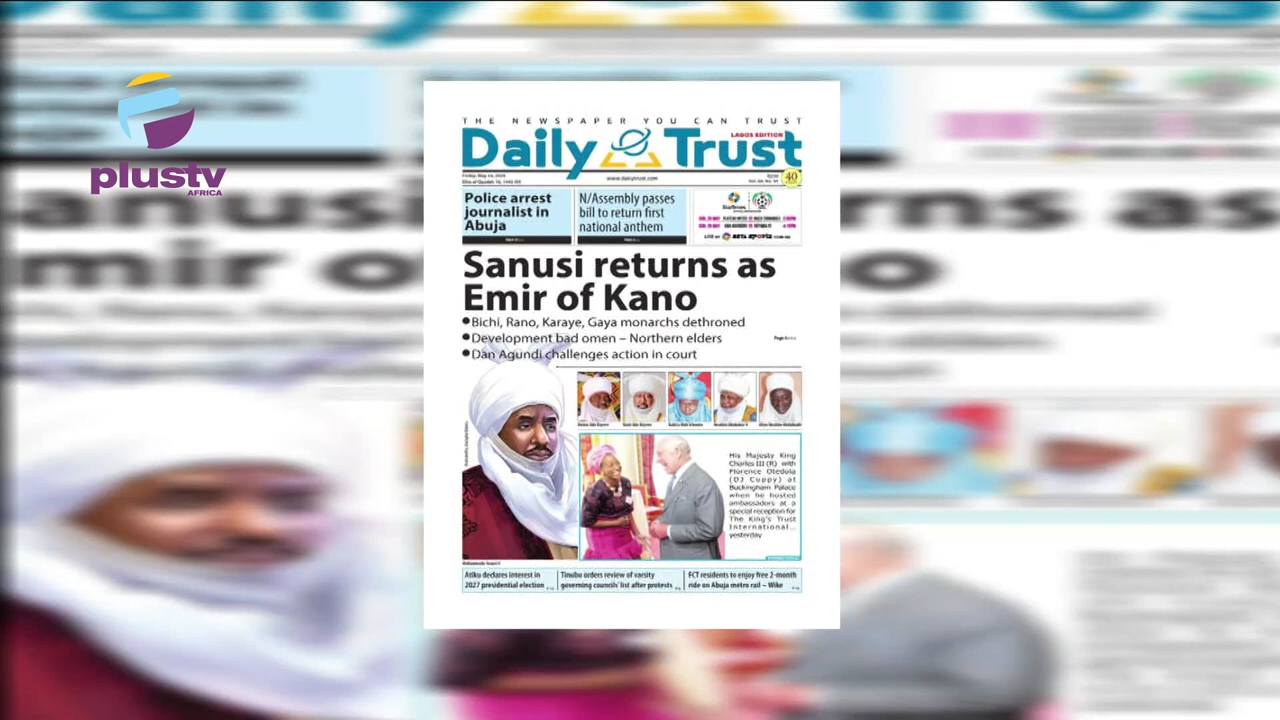 plustv
AFRICA
THE NEWSPAPER YOU CAN TRUST
Daily Trust
LAGOS EDITION
www.dailytrust.com
40
Police arrest
journalist in
Abuja
N/Assembly passes
bill to return first
national anthem
StarTimes
Sanusi returns as
Emir of Kano
Bichi, Rano, Karaye, Gaya monarchs dethroned
Development bad omen – Northern elders
Dan Agundi challenges action in court
His Majesty King
Charles III (R) with
Florence Otedola
(DJ Cuppy) at
Buckingham Palace
when he hosted
ambassadors at a
special reception for
The King's Trust
International...
yesterday
Atiku declares interest in
2027 presidential election
Tinubu orders review of varsity
governing councils' list after protests
FCT residents to enjoy free 2-month
ride on Abuja metro rail – Wike